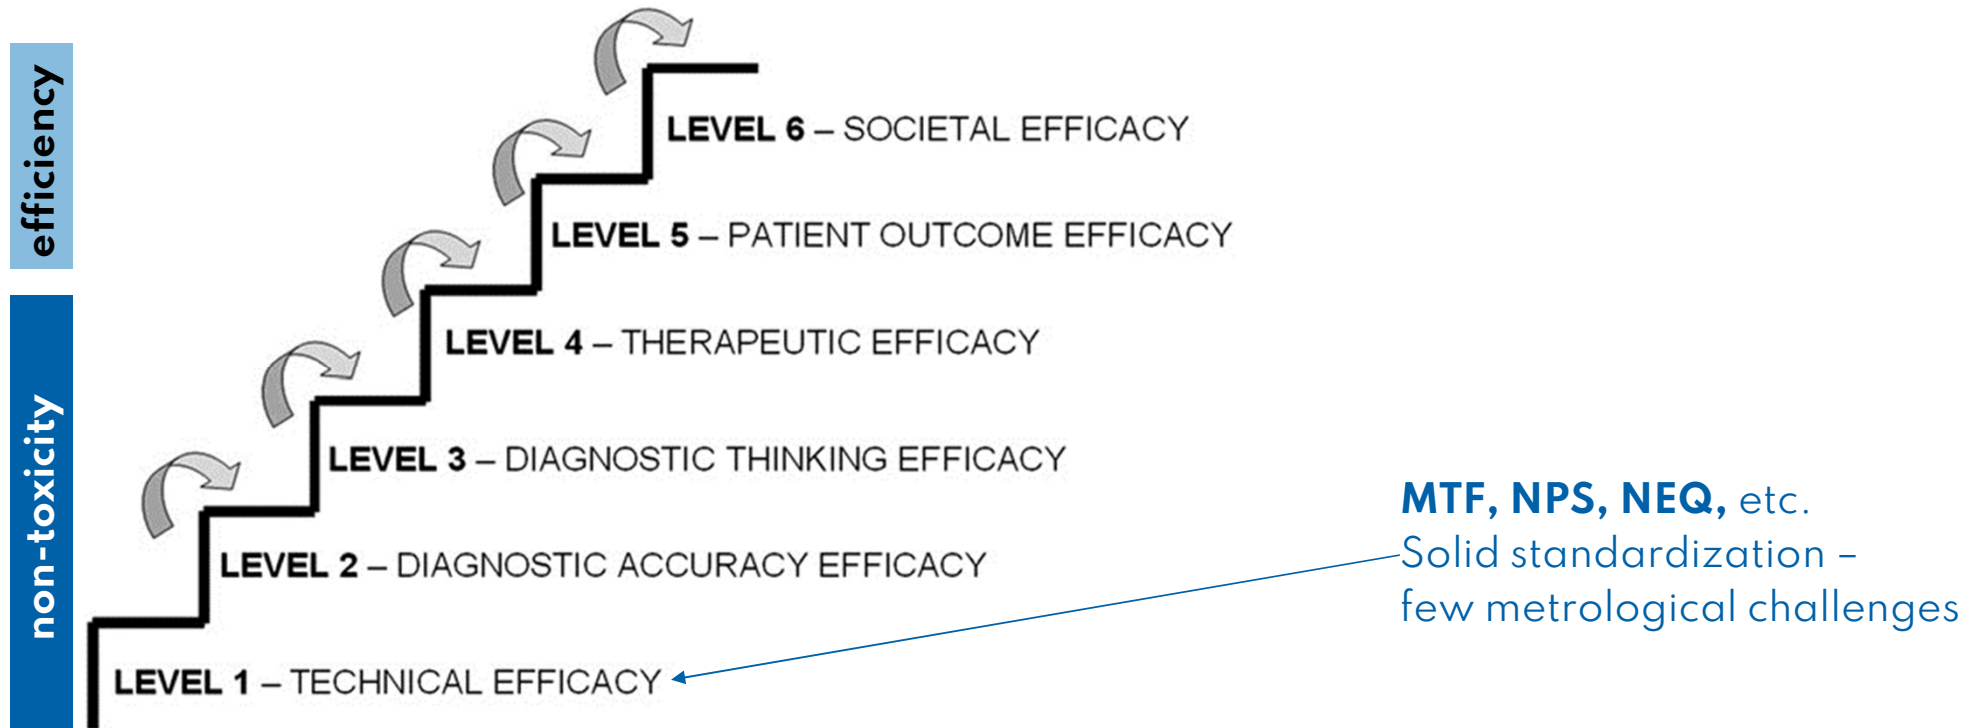 efficiency
non-toxicity
LEVEL 6 – SOCIETAL EFFICACY
LEVEL 5 – PATIENT OUTCOME EFFICACY
LEVEL 4 – THERAPEUTIC EFFICACY
LEVEL 3 – DIAGNOSTIC THINKING EFFICACY
LEVEL 2 – DIAGNOSTIC ACCURACY EFFICACY
LEVEL 1 – TECHNICAL EFFICACY
MTF, NPS, NEQ, etc.
Solid standardization –
few metrological challenges